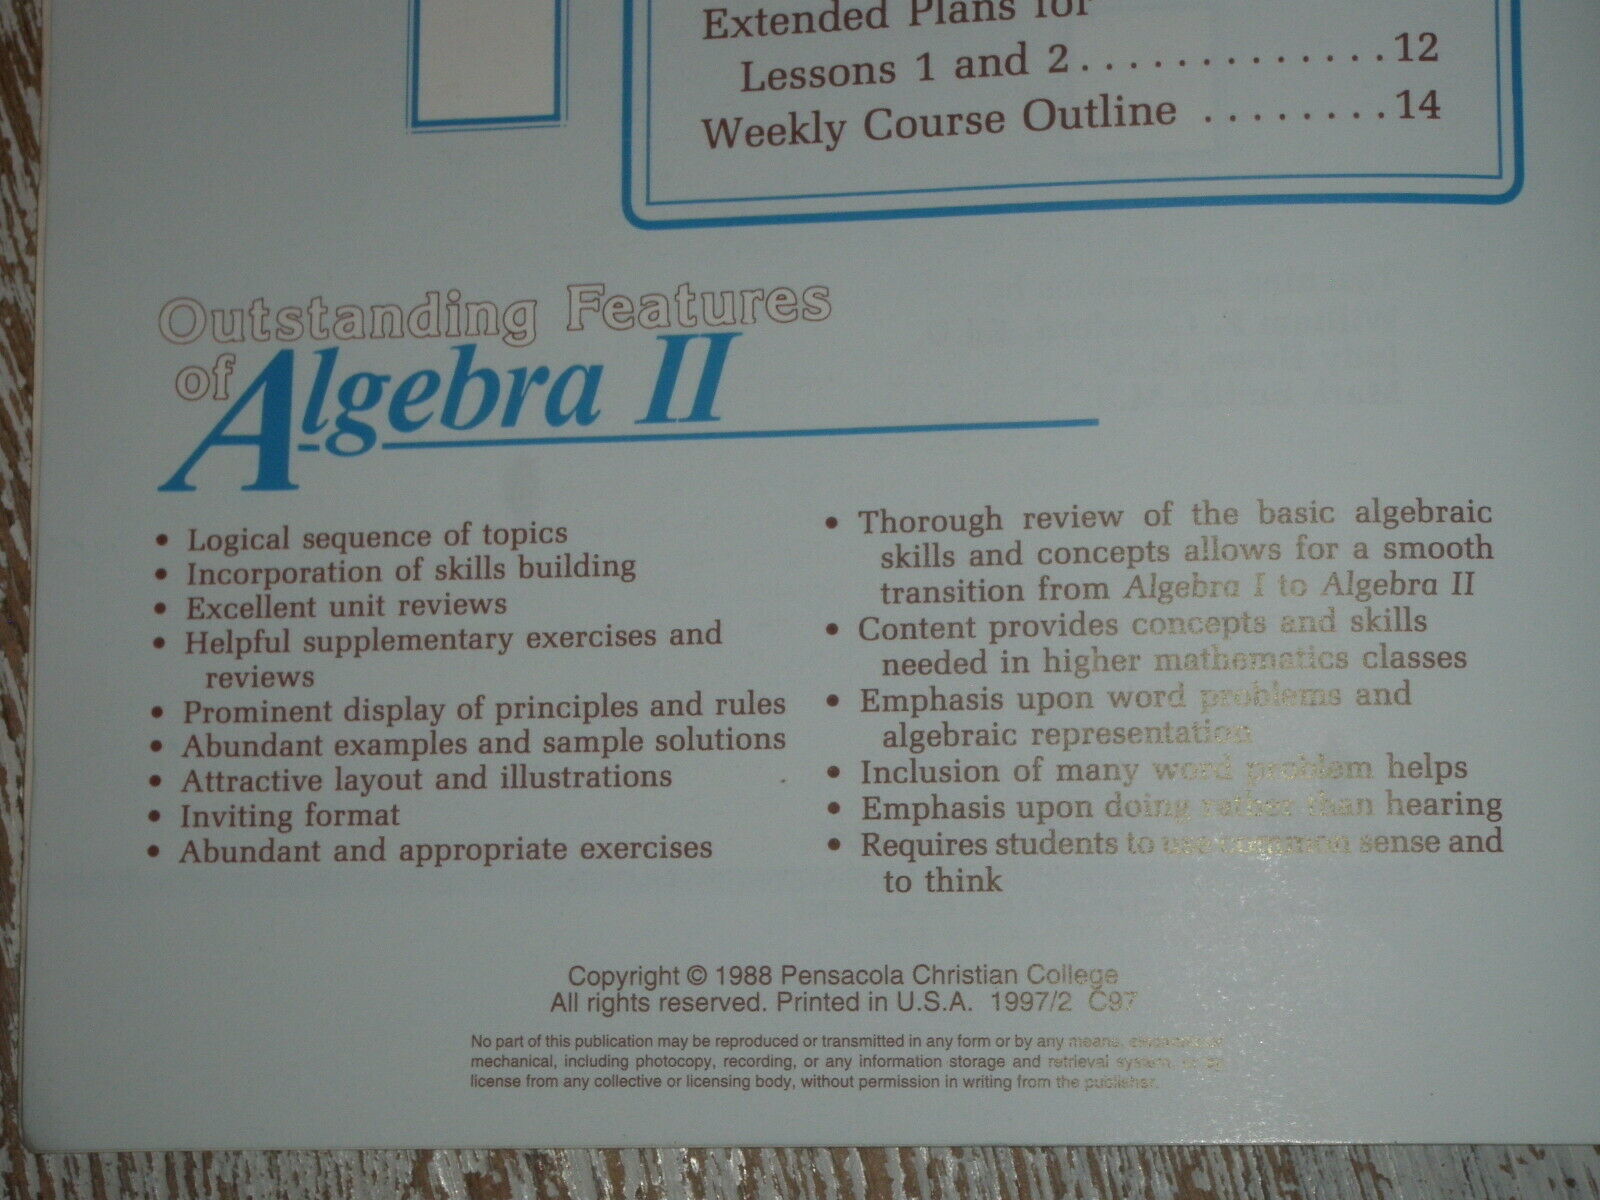 Extended Plans for
Lessons 1 and 2.............12
Weekly Course Outline ........14
Outstanding Features
of Algebra II
• Logical sequence of topics
• Incorporation of skills building
• Excellent unit reviews
• Helpful supplementary exercises and
reviews
• Prominent display of principles and rules
• Abundant examples and sample solutions
• Attractive layout and illustrations
• Inviting format
• Abundant and appropriate exercises
• Thorough review of the basic algebraic
skills and concepts allows for a smooth
transition from Algebra I to Algebra II
• Content provides concepts and skills
needed in higher mathematics classes
• Emphasis upon word problems and
algebraic representation
• Inclusion of many word problem helps
• Emphasis upon doing rather than hearing
• Requires students to use common sense and
to think
Copyright © 1988 Pensacola Christian College
All rights reserved. Printed in U.S.A. 1997/2 C97
No part of this publication may be reproduced or transmitted in any form or by any means,
mechanical, including photocopy, recording, or any information storage and retrieval system,
license from any collective or licensing body, without permission in writing from the publisher.